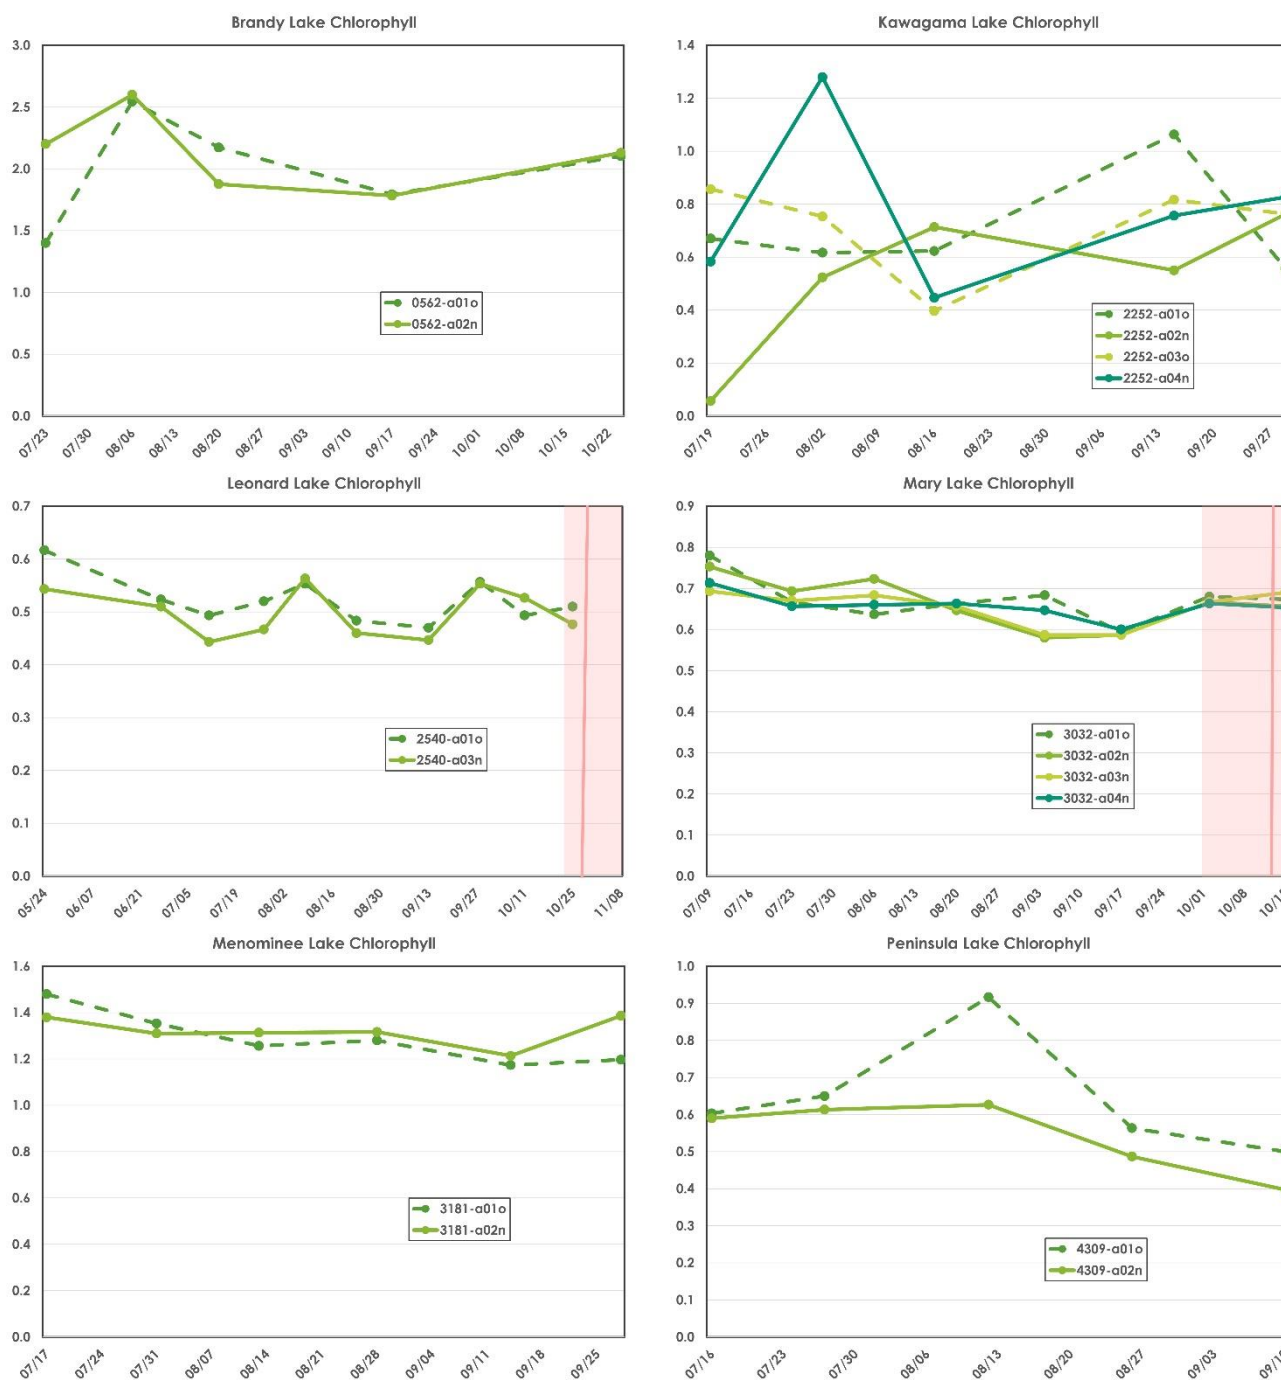 Brandy Lake Chlorophyll
3.0
2.5
2.0
1.5
1.0
0.5
0.0
07/23 07/30 08/06 08/13 08/20 08/27 09/03 09/10 09/17 09/24 10/01 10/08 10/15 10/22
0562-a01o
0562-a02n
Kawagama Lake Chlorophyll
1.4
1.2
1.0
0.8
0.6
0.4
0.2
0.0
07/19 07/26 08/02 08/09 08/16 08/23 08/30 09/06 09/13 09/20 09/27
2252-a01o
2252-a02n
2252-a03o
2252-a04n
Leonard Lake Chlorophyll
0.7
0.6
0.5
0.4
0.3
0.2
0.1
0.0
05/24 06/07 06/21 07/05 07/19 08/02 08/16 08/30 09/13 09/27 10/11 10/25 11/08
2540-a01o
2540-a03n
Mary Lake Chlorophyll
0.9
0.8
0.7
0.6
0.5
0.4
0.3
0.2
0.1
0.0
07/09 07/16 07/23 07/30 08/06 08/13 08/20 08/27 09/03 09/10 09/17 09/24 10/01 10/08
3032-a01o
3032-a02n
3032-a03n
3032-a04n
Menominee Lake Chlorophyll
1.6
1.4
1.2
1.0
0.8
0.6
0.4
0.2
0.0
07/17 07/24 07/31 08/07 08/14 08/21 08/28 09/04 09/11 09/18 09/25
3181-a01o
3181-a02n
Peninsula Lake Chlorophyll
1.0
0.9
0.8
0.7
0.6
0.5
0.4
0.3
0.2
0.1
0.0
07/16 07/23 07/30 08/06 08/13 08/20 08/27 09/03
4309-a01o
4309-a02n